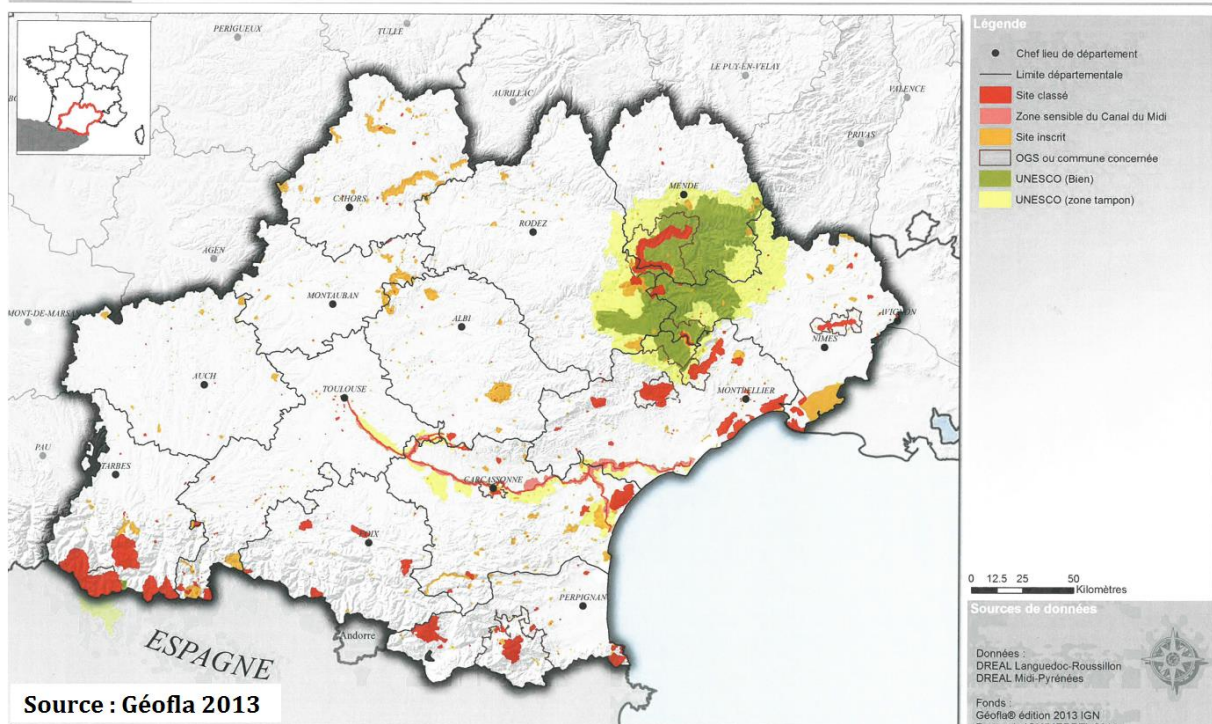 PERIGUEUX
TULLE
LE PUY-EN-VELAY
AURILLAC
VALENCE
PRIVAS
MENDE
CAHORS
RODEZ
AGEN
MONTAUBAN
ALBI
MONT-DE-MARSA
AVIGNON
NIMES
AUCH
TOULOUSE
MONTPELLIER
PAU
TARBES
CARCASSONNE
FOIX
PERPIGNAN
Andorre
ESPAGNE
Source : Géofla 2013
Légende
Chef lieu de département
Limite départementale
Site classé
Zone sensible du Canal du Midi
Site inscrit
OGS ou commune concernée
UNESCO (Bien)
UNESCO (zone tampon)
0 12.5 25 50
Kilomètres
Sources de données
Données :
DREAL Languedoc-Roussillon
DREAL Midi-Pyrénées
Fonds :
Géofla® édition 2013 IGN